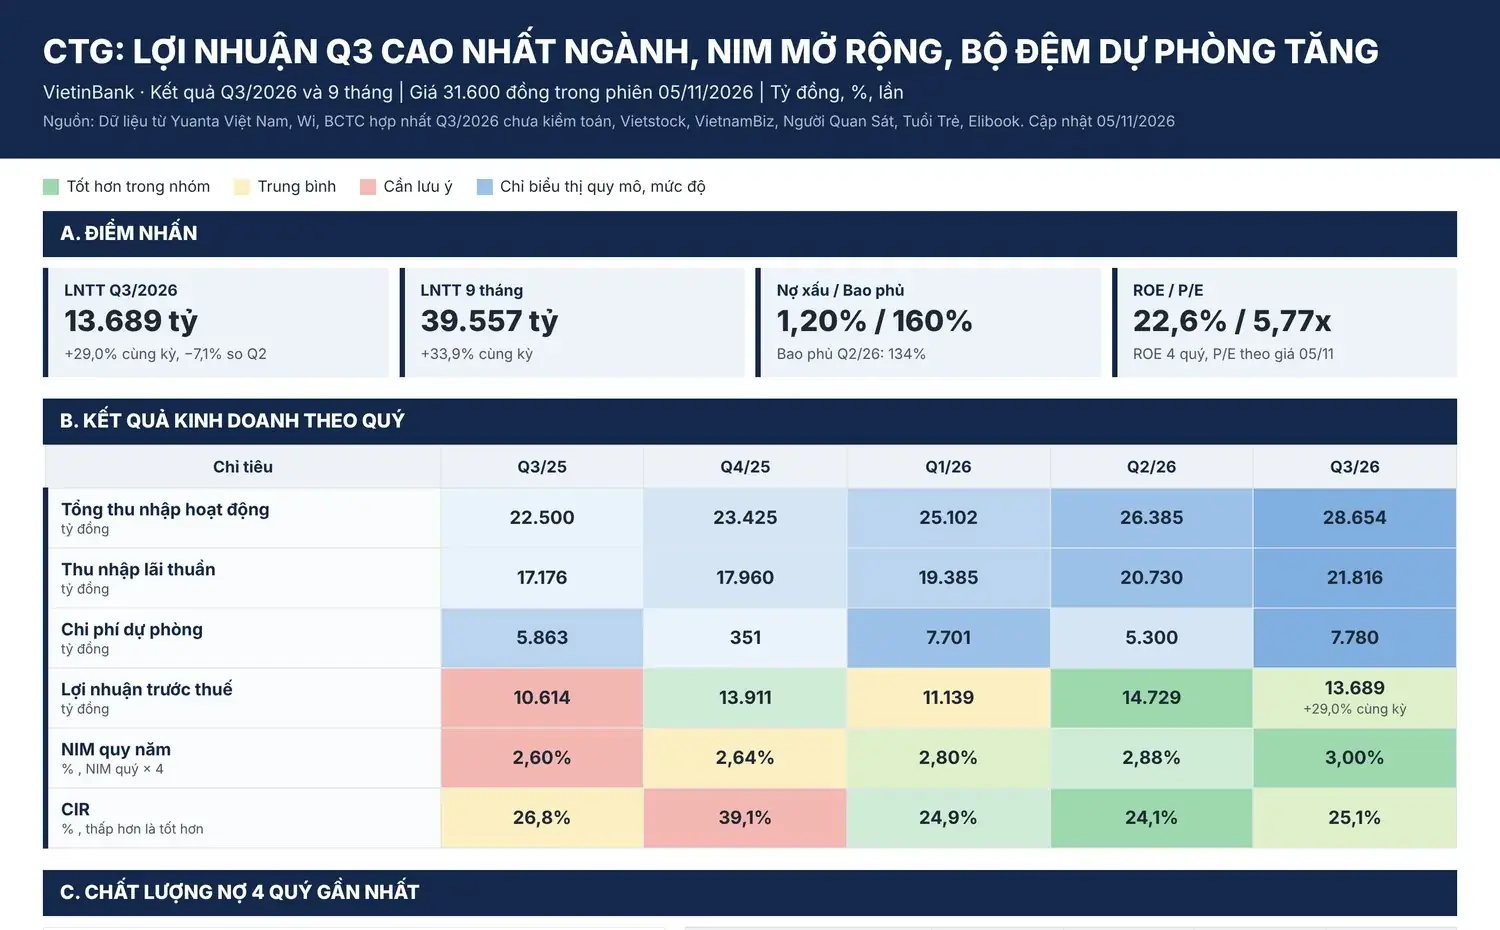 CTG: LỢI NHUẬN Q3 CAO NHẤT NGÀNH, NIM MỞ RỘNG, BỘ ĐỆM DỰ PHÒNG TĂNG
VietinBank · Kết quả Q3/2026 và 9 tháng | Giá 31.600 đồng trong phiên 05/11/2026 | Tỷ đồng, %, lần
Nguồn: Dữ liệu từ Yuanta Việt Nam, Wi, BCTC hợp nhất Q3/2026 chưa kiểm toán, Vietstock, VietnamBiz, Người Quan Sát, Tuổi Trẻ, Elibook. Cập nhật 05/11/2026
Tốt hơn trong nhóm Trung bình Cần lưu ý Chỉ biểu thị quy mô, mức độ
A. ĐIỂM NHẤN
LNTT Q3/2026
13.689 tỷ
+29,0% cùng kỳ, −7,1% so Q2
LNTT 9 tháng
39.557 tỷ
+33,9% cùng kỳ
Nợ xấu / Bao phủ
1,20% / 160%
Bao phủ Q2/26: 134%
ROE / P/E
22,6% / 5,77x
ROE 4 quý, P/E theo giá 05/11
B. KẾT QUẢ KINH DOANH THEO QUÝ
Chỉ tiêu Q3/25 Q4/25 Q1/26 Q2/26 Q3/26
Tổng thu nhập hoạt động 22.500 23.425 25.102 26.385 28.654
tỷ đồng
Thu nhập lãi thuần 17.176 17.960 19.385 20.730 21.816
tỷ đồng
Chi phí dự phòng 5.863 351 7.701 5.300 7.780
tỷ đồng
Lợi nhuận trước thuế 10.614 13.911 11.139 14.729 13.689
tỷ đồng +29,0% cùng kỳ
NIM quy năm 2,60% 2,64% 2,80% 2,88% 3,00%
% , NIM quý × 4
CIR 26,8% 39,1% 24,9% 24,1% 25,1%
% , thấp hơn là tốt hơn
C. CHẤT LƯỢNG NỢ 4 QUÝ GẦN NHẤT